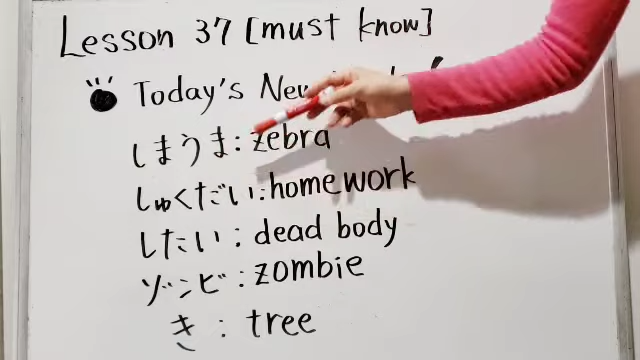 Lesson 37 [must know]
Today's New
しまうま: zebra
しゅくだい: homework
したい: dead body
ゾンビ: zombie
き: tree